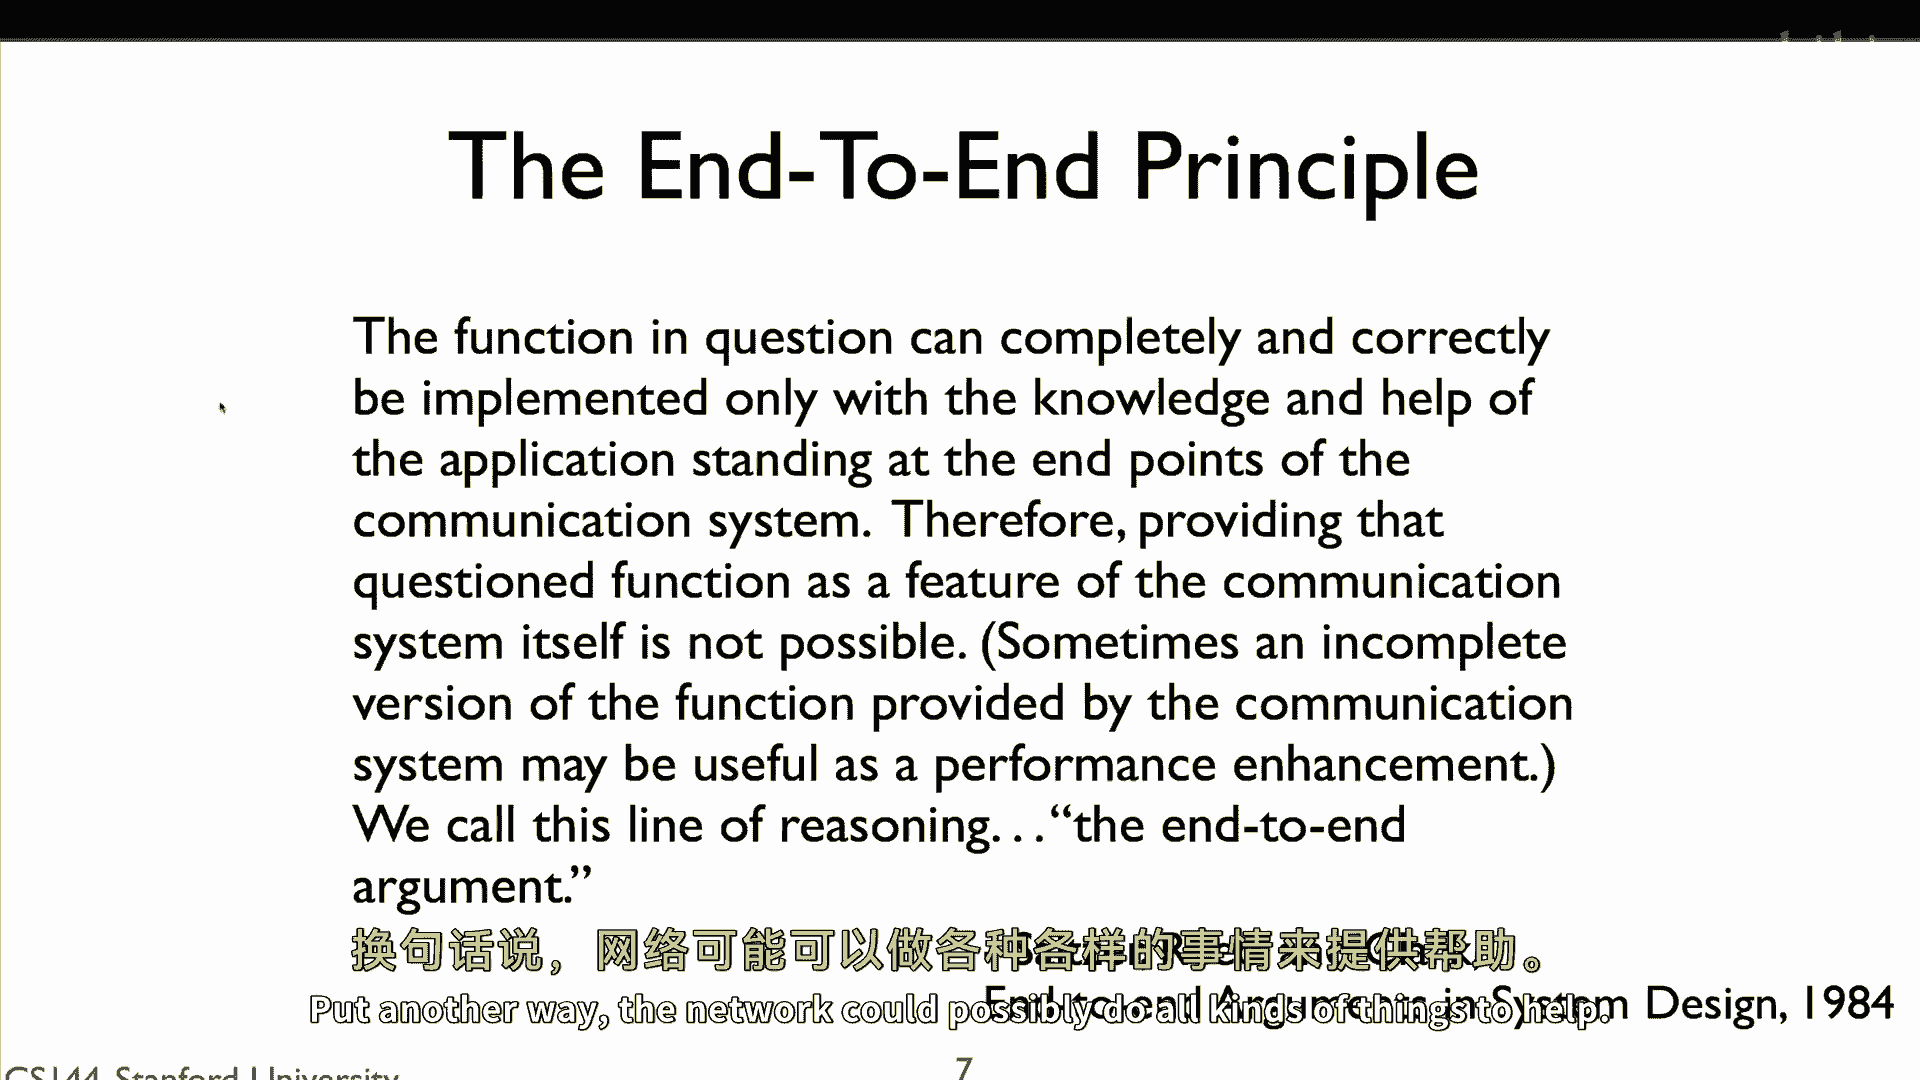 The End-To-End Principle
The function in question can completely and correctly
be implemented only with the knowledge and help of
the application standing at the end points of the
communication system. Therefore, providing that
questioned function as a feature of the communication
system itself is not possible. (Sometimes an incomplete
version of the function provided by the communication
system may be useful as a performance enhancement.)
We call this line of reasoning. . . “the end-to-end
argument.”
换句话说，网络可能可以做各种各样的事情来提供帮助。
Put another way, the network could possibly do all kinds of things to help.
End-to-end Arguments in System Design, 1984
CS144, Stanford University
7